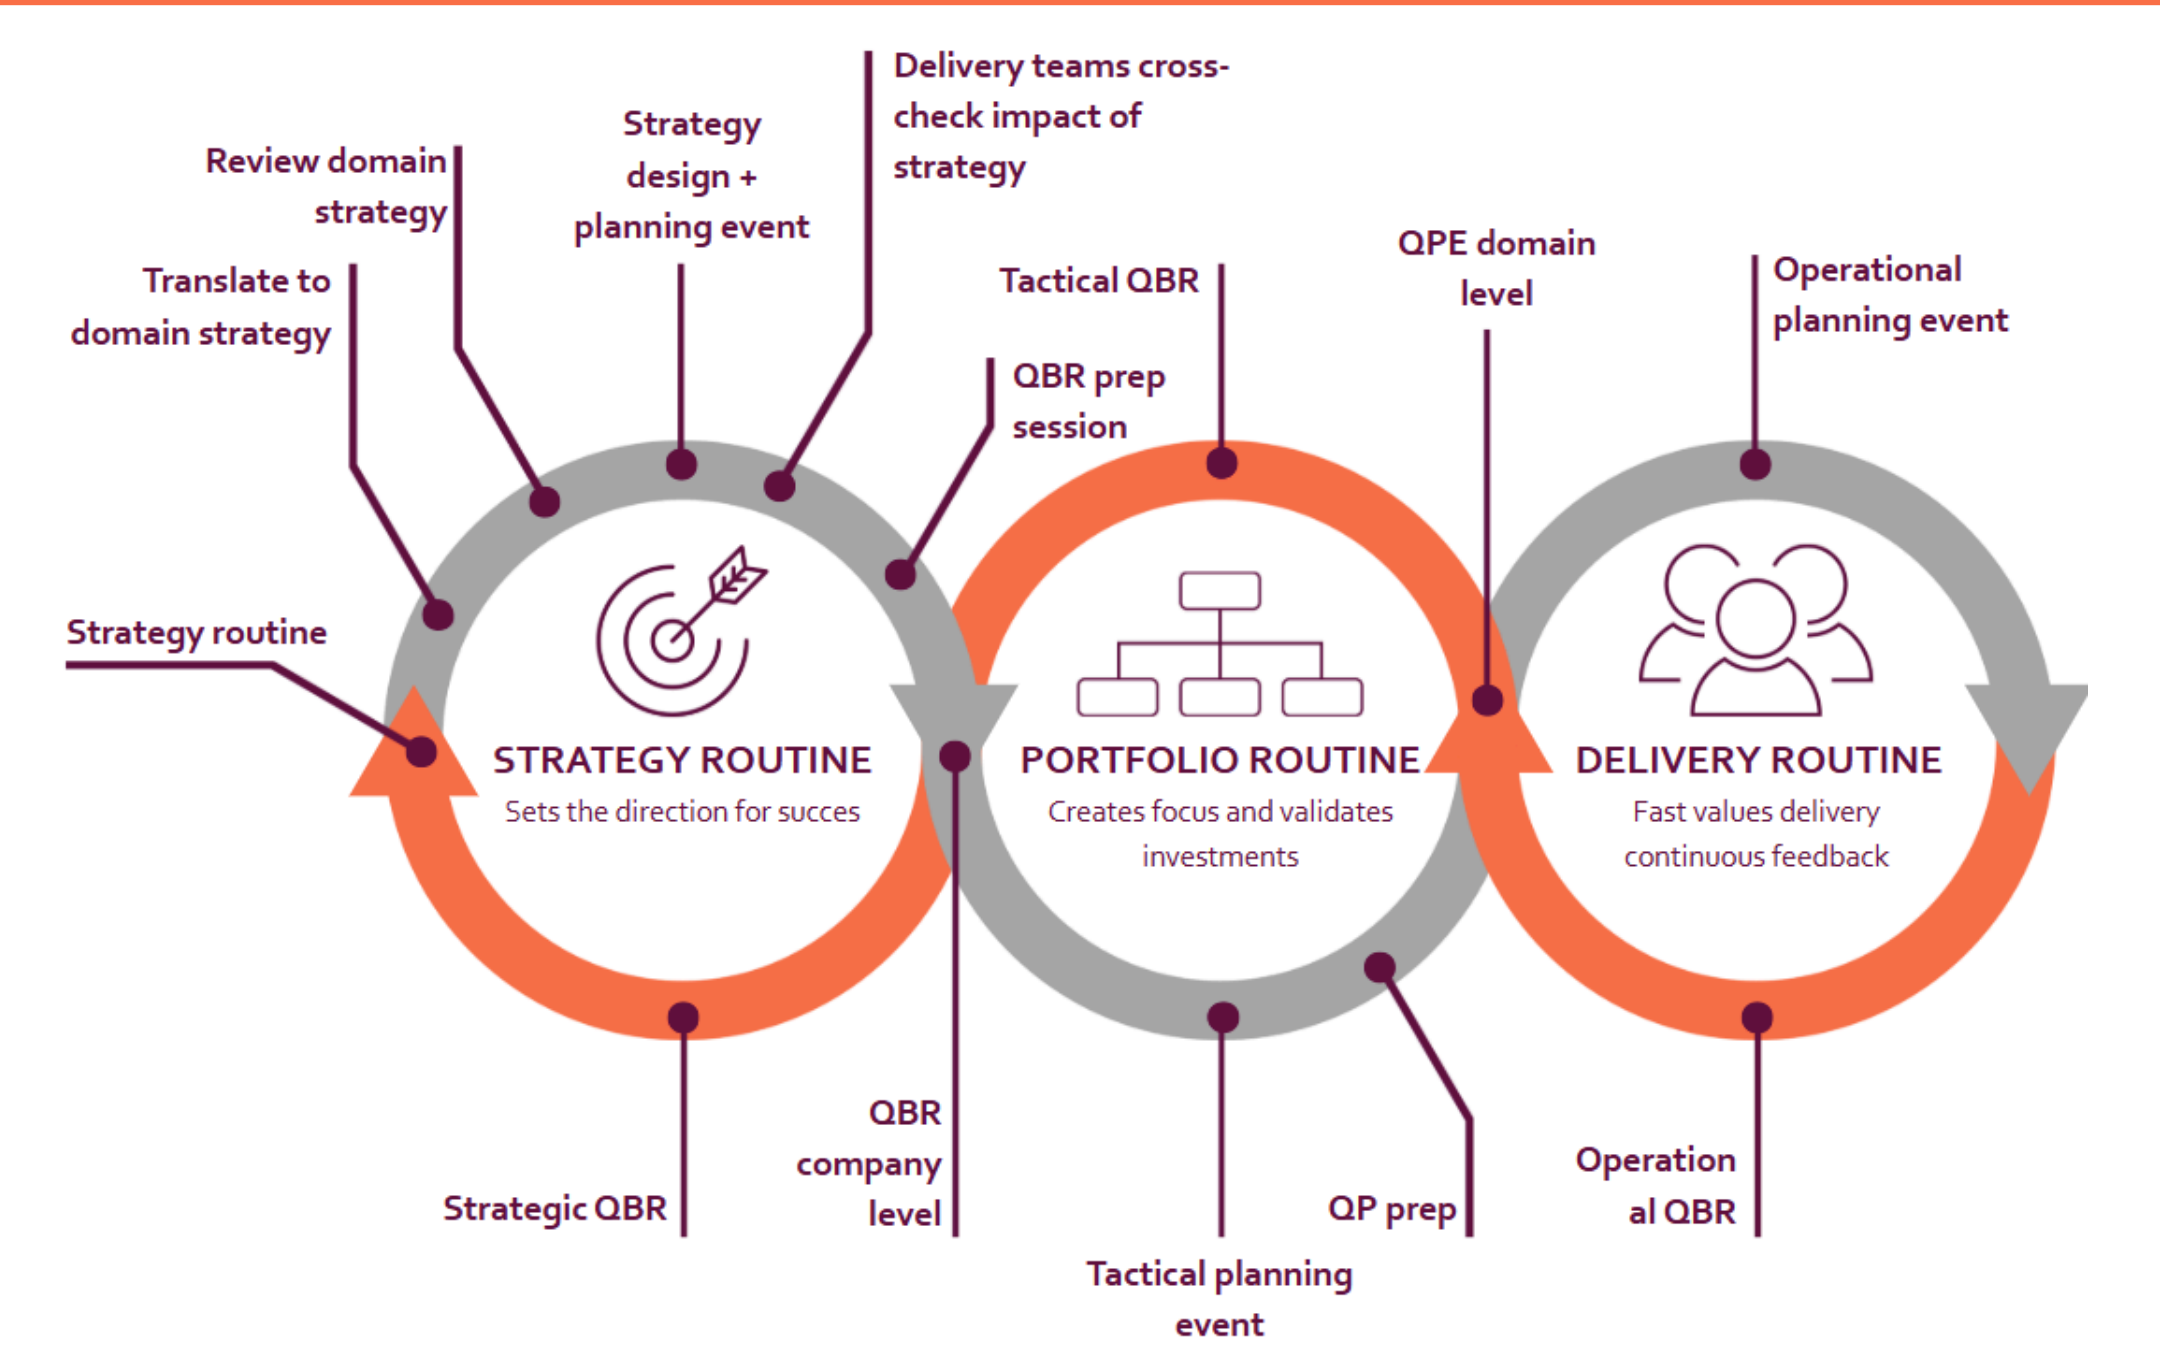 Delivery teams cross-
check impact of
strategy
Strategy
design +
planning event
Review domain
strategy
Translate to
domain strategy
Tactical QBR
QPE domain
level
Operational
planning event
QBR prep
session
Strategy routine
STRATEGY ROUTINE
Sets the direction for succes
PORTFOLIO ROUTINE
Creates focus and validates
investments
DELIVERY ROUTINE
Fast values delivery
continuous feedback
Strategic QBR
QBR
company
level
Tactical planning
event
QP prep
Operation
al QBR